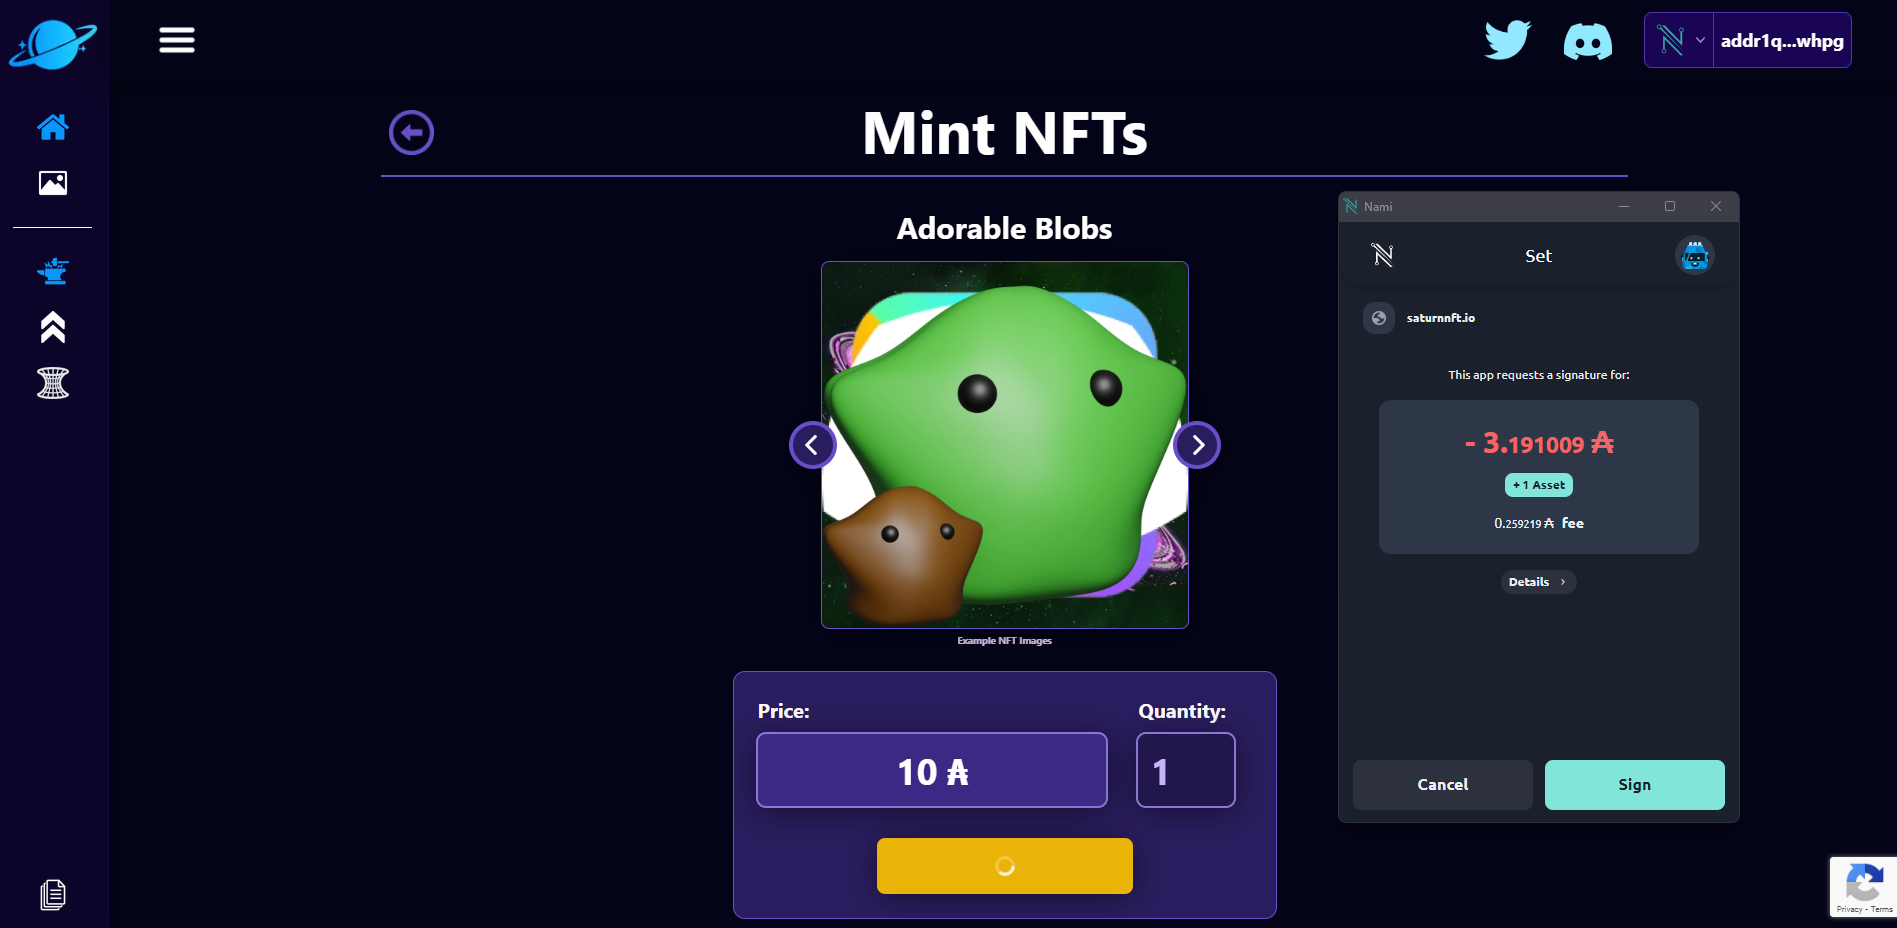 addr1q...whpg
Mint NFTs
Adorable Blobs
Example NFT Images
Price:
Quantity:
10 ₳
1
Nami
Set
saturnnft.io
This app requests a signature for:
- 3.191009 ₳
+ 1 Asset
0.259219 ₳ fee
Details
Cancel
Sign
Privacy - Terms